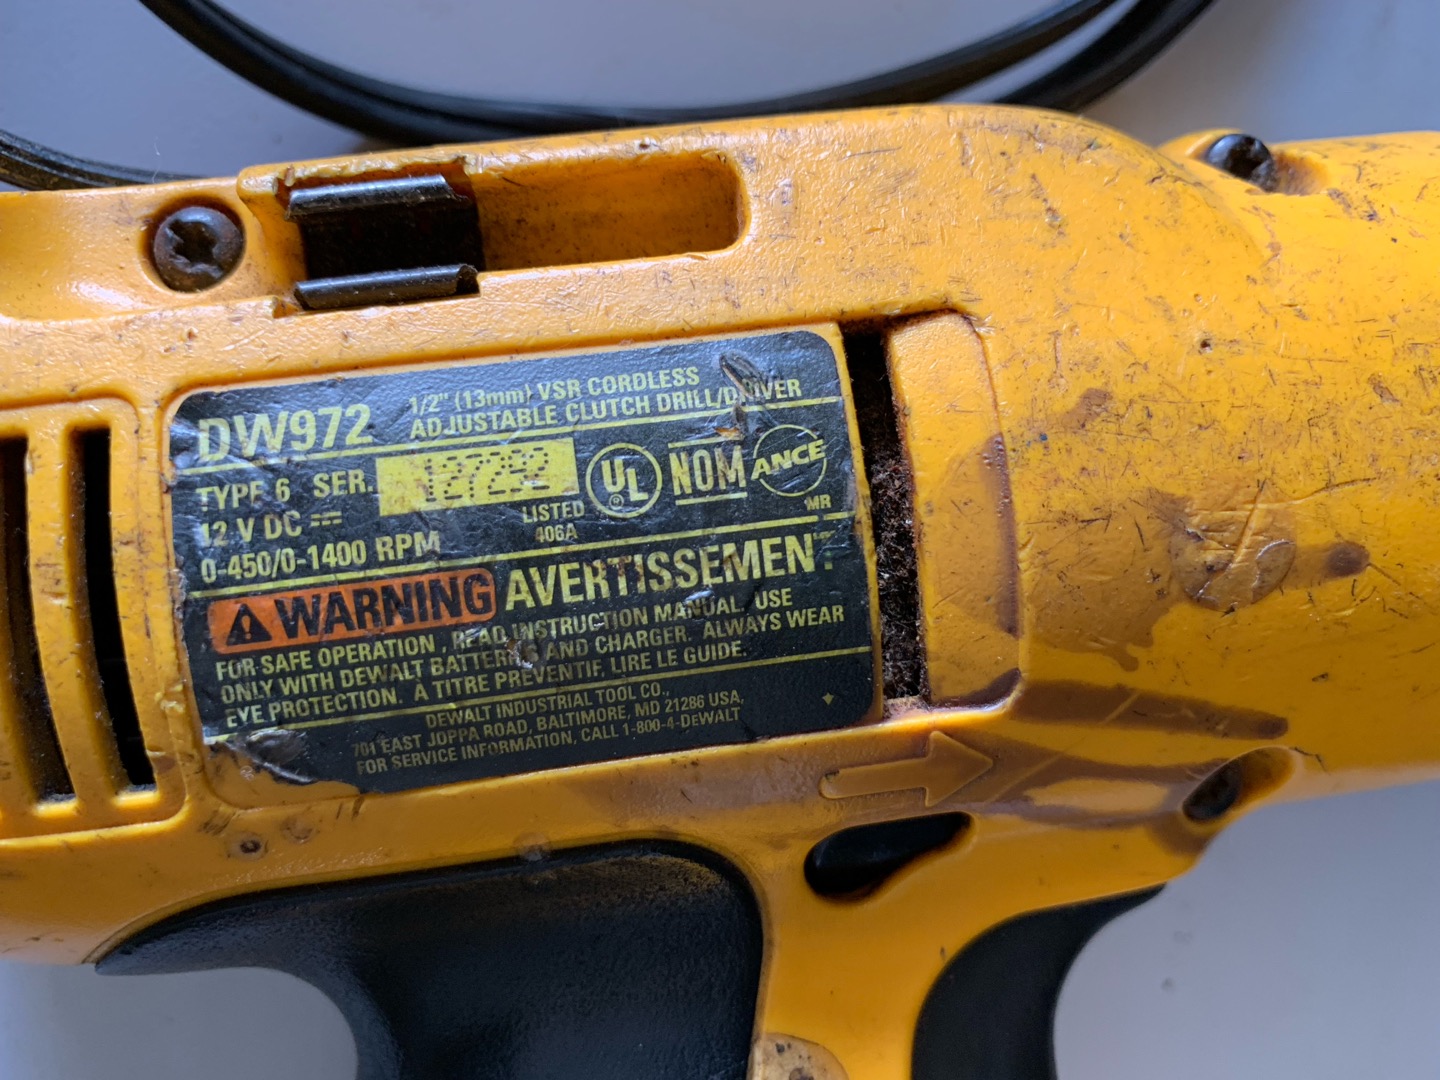 DW972 1/2" (13mm) VSR CORDLESS
ADJUSTABLE CLUTCH DRILL/DRIVER
TYPE 6 SER. 127252
12 V DC
0-450/0-1400 RPM
UL
®
LISTED
406A
NOM
ANCE
MR
WARNING AVERTISSEMENT:
FOR SAFE OPERATION, READ INSTRUCTION MANUAL. USE
ONLY WITH DEWALT BATTERIES AND CHARGER. ALWAYS WEAR
EYE PROTECTION. À TITRE PREVENTIF, LIRE LE GUIDE.
DEWALT INDUSTRIAL TOOL CO.,
701 EAST JOPPA ROAD, BALTIMORE, MD 21286 USA,
FOR SERVICE INFORMATION, CALL 1-800-4-DEWALT